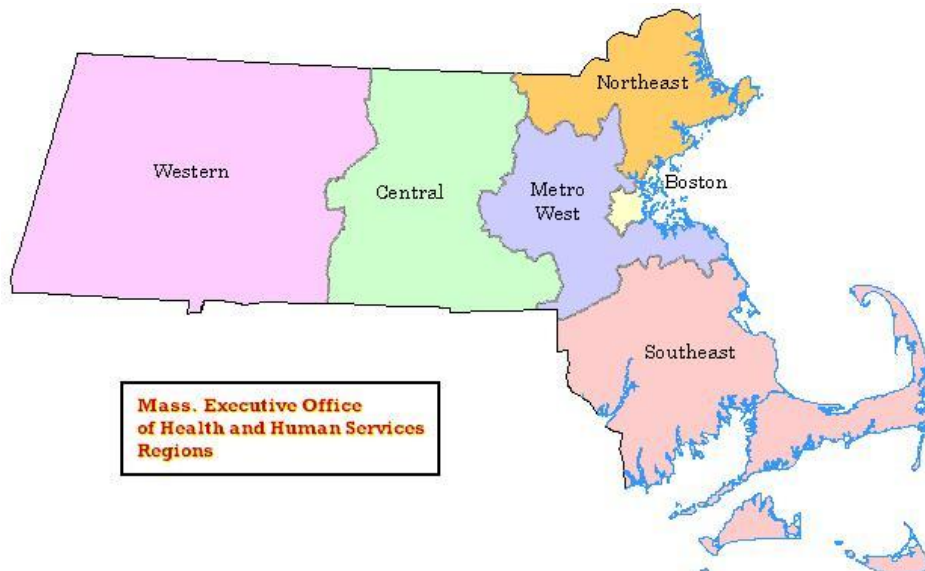 Northeast
Western
Central
Metro
West
Boston
Southeast
Mass. Executive Office
of Health and Human Services
Regions